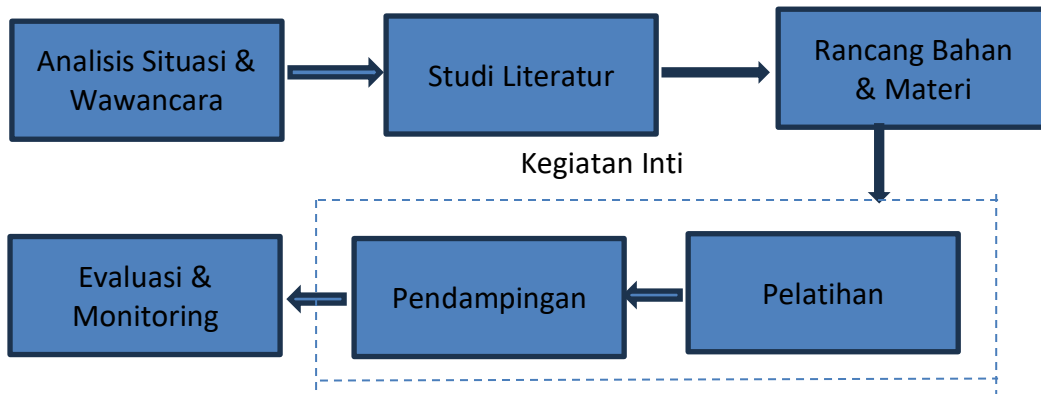 Analisis Situasi &
Wawancara
Studi Literatur
Rancang Bahan
& Materi
Kegiatan Inti
Pelatihan
Pendampingan
Evaluasi &
Monitoring